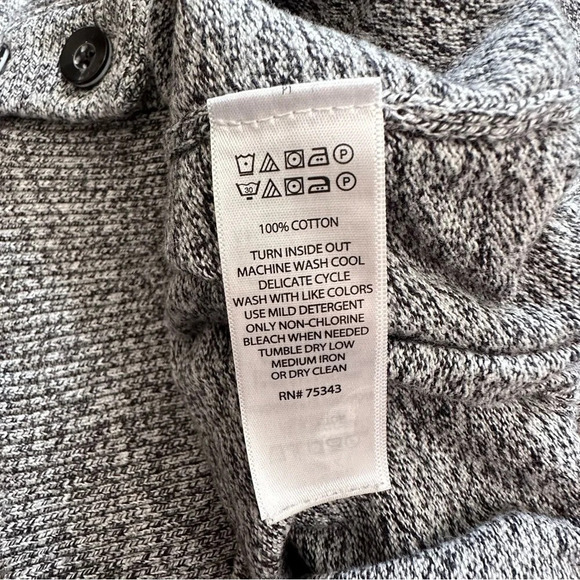 P
30 P
100% COTTON
TURN INSIDE OUT
MACHINE WASH COOL
DELICATE CYCLE
WASH WITH LIKE COLORS
USE MILD DETERGENT
ONLY NON-CHLORINE
BLEACH WHEN NEEDED
TUMBLE DRY LOW
MEDIUM IRON
OR DRY CLEAN
RN# 75343